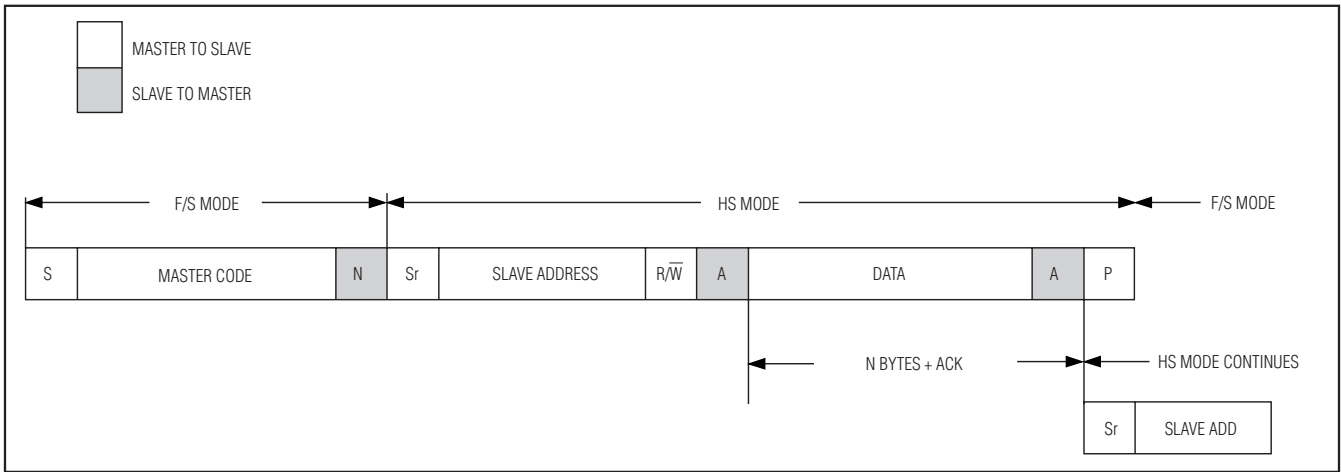 MASTER TO SLAVE
SLAVE TO MASTER
F/S MODE HS MODE F/S MODE
S MASTER CODE N Sr SLAVE ADDRESS R/W̅ A DATA A P
N BYTES + ACK HS MODE CONTINUES
Sr SLAVE ADD